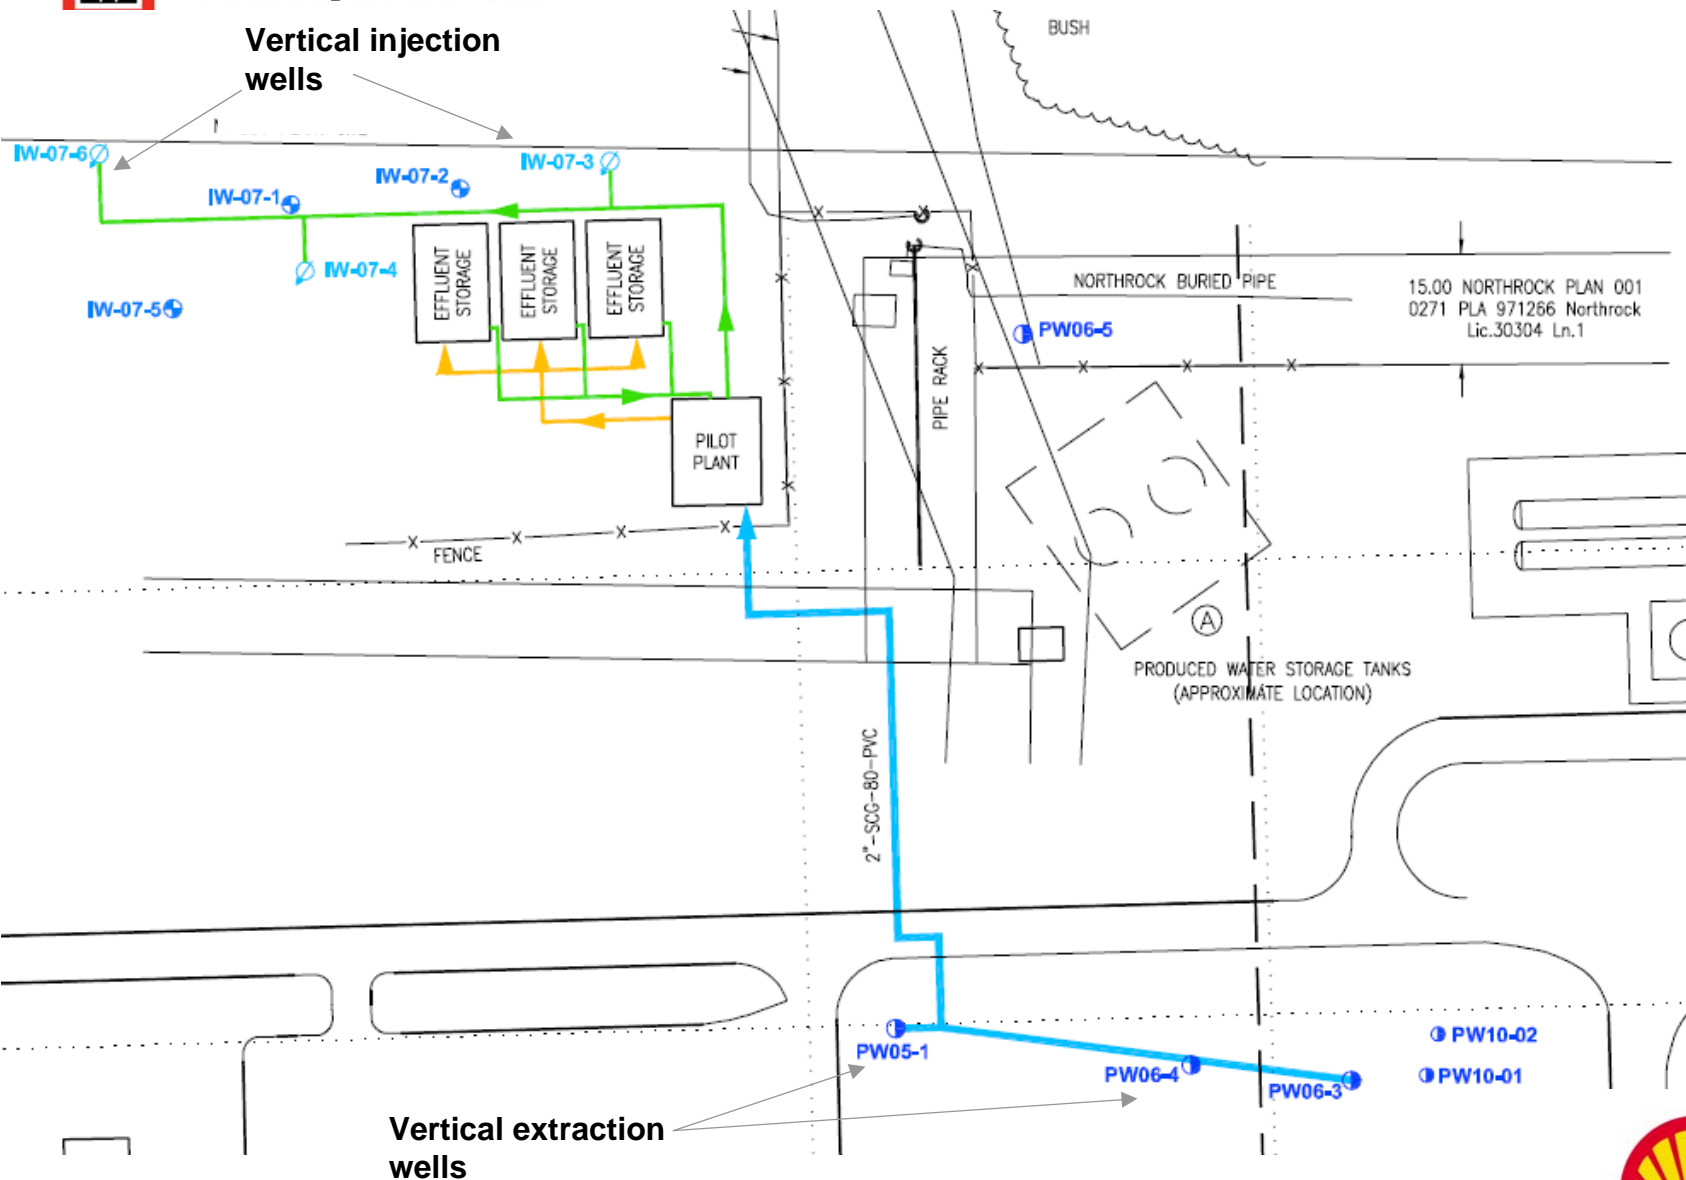 Vertical injection
wells
BUSH
IW-07-6
IW-07-3
IW-07-2
IW-07-1
IW-07-4
IW-07-5
EFFLUENT
STORAGE
EFFLUENT
STORAGE
EFFLUENT
STORAGE
NORTHROCK BURIED PIPE
15.00 NORTHROCK PLAN 001
0271 PLA 971266 Northrock
Lic.30304 Ln.1
PW06-5
PIPE RACK
PILOT
PLANT
FENCE
A
PRODUCED WATER STORAGE TANKS
(APPROXIMATE LOCATION)
2"-SCG-80-PVC
PW05-1
PW06-4
PW06-3
PW10-02
PW10-01
Vertical extraction
wells